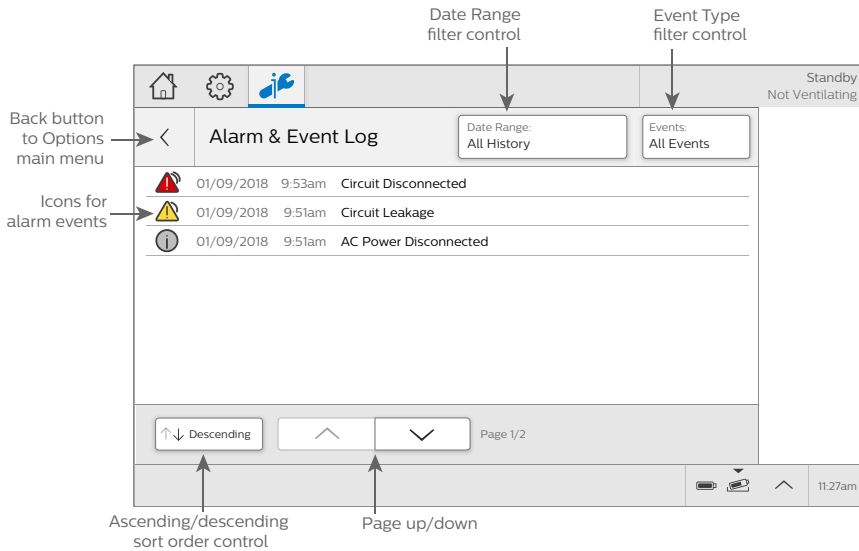 Date Range
filter control
Event Type
filter control
Standby
Not Ventilating
Back button
to Options
main menu
Alarm & Event Log
Date Range:
All History
Events:
All Events
Icons for
alarm events
01/09/2018 9:53am Circuit Disconnected
01/09/2018 9:51am Circuit Leakage
01/09/2018 9:51am AC Power Disconnected
Descending
Page 1/2
11:27am
Ascending/descending
sort order control
Page up/down